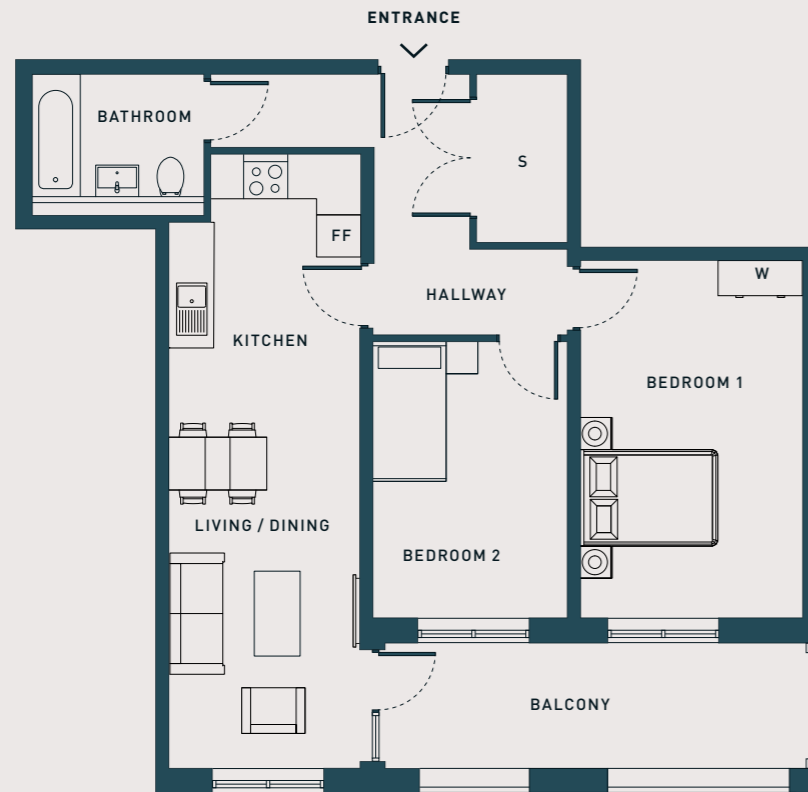 ENTRANCE
BATHROOM
S
FF
W
HALLWAY
KITCHEN
BEDROOM 1
LIVING / DINING
BEDROOM 2
BALCONY